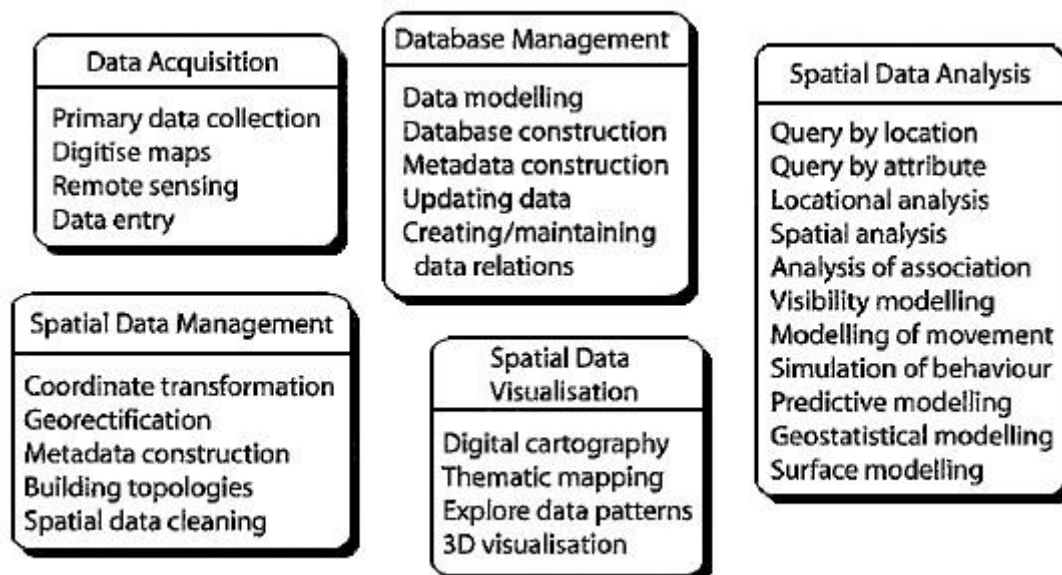 Data Acquisition
Primary data collection
Digitise maps
Remote sensing
Data entry
Database Management
Data modelling
Database construction
Metadata construction
Updating data
Creating/maintaining
data relations
Spatial Data Analysis
Query by location
Query by attribute
Locational analysis
Spatial analysis
Analysis of association
Visibility modelling
Modelling of movement
Simulation of behaviour
Predictive modelling
Geostatistical modelling
Surface modelling
Spatial Data Management
Coordinate transformation
Georectification
Metadata construction
Building topologies
Spatial data cleaning
Spatial Data
Visualisation
Digital cartography
Thematic mapping
Explore data patterns
3D visualisation